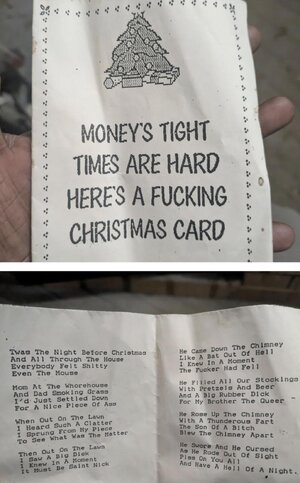 MONEY'S TIGHT
TIMES ARE HARD
HERE'S A FUCKING
CHRISTMAS CARD
Twas The Night Before Christmas
And All Through The House
Everybody Felt Shitty
Even The Mouse
Mom At The Whorehouse
And Dad Smoking Grass
I'd Just Settled Down
For A Nice Piece Of Ass
When Out On The Lawn
I Heard Such A Clatter
I Sprung From My Piece
To See What Was The Matter
Then Out On The Lawn
I Saw A Big Dick
I Knew In A Moment
It Must Be Saint Nick
He Came Down The Chimney
Like A Bat Out Of Hell
I Knew In A Moment
The Fucker Had Fell
He Filled All Our Stockings
With Pretzels And Beer
And A Big Rubber Dick
For My Brother The Queer
He Rose Up The Chimney
With A Thunderous Fart
The Son Of A Bitch
Blew The Chimney Apart
He Swore And He Cursed
As He Rode Out Of Sight
Piss On You All
And Have A Hell Of A Night.